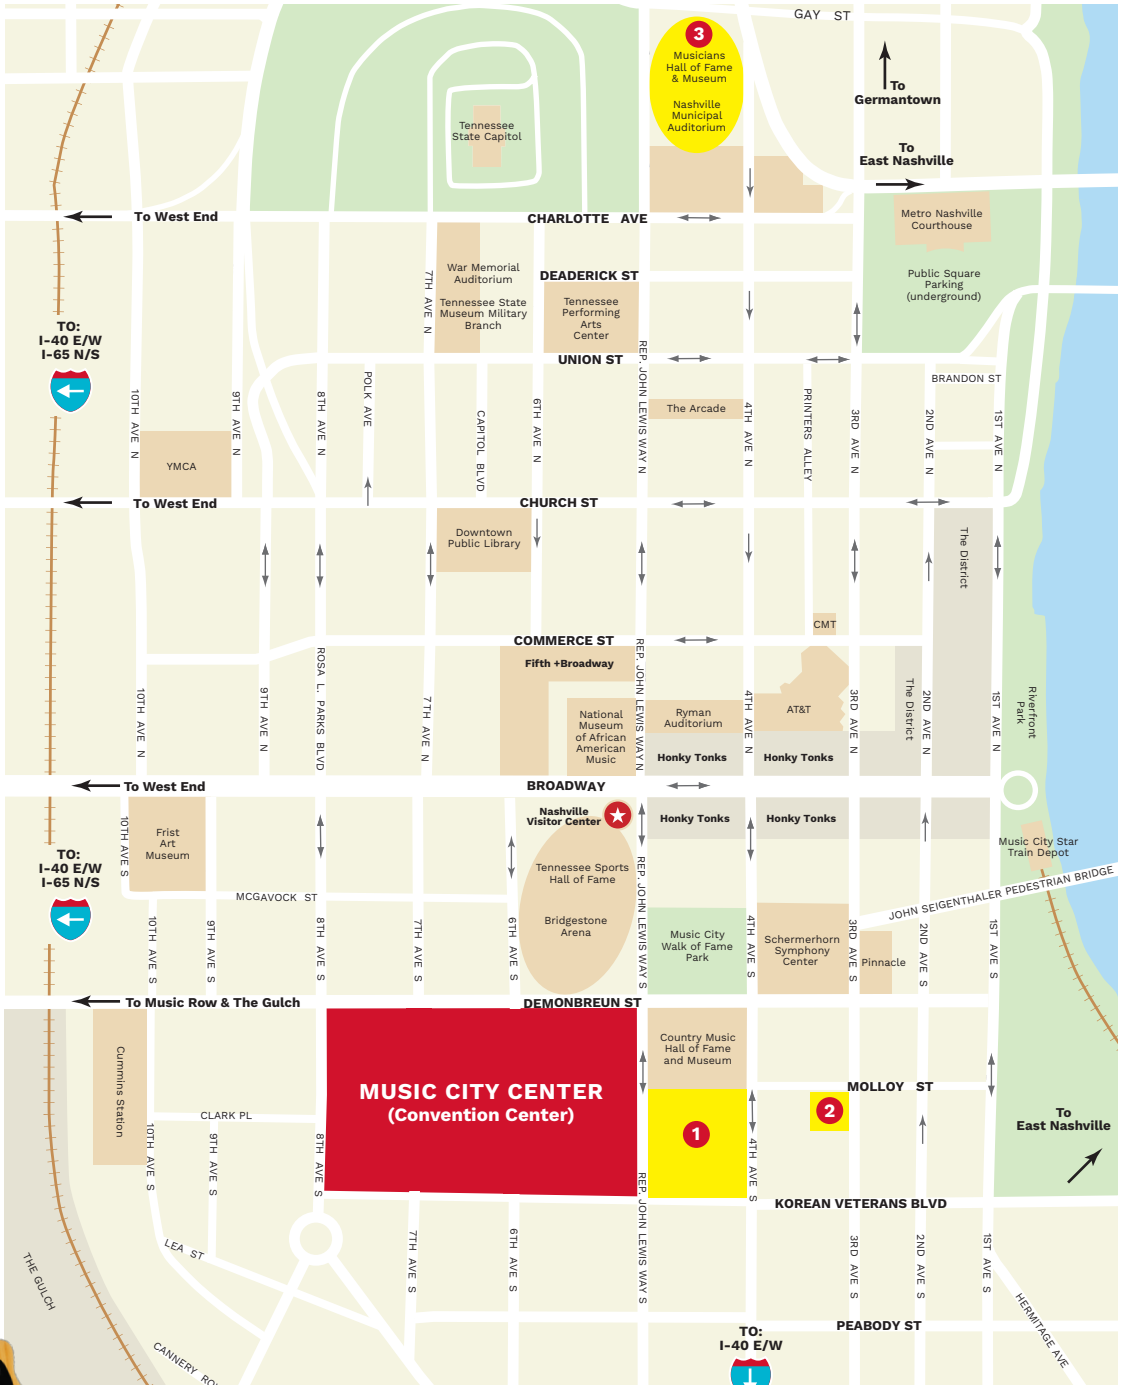 GAY ST
3
Musicians
Hall of Fame
& Museum
Nashville
Municipal
Auditorium
To
Germantown
Tennessee
State Capitol
To
East Nashville
To West End
CHARLOTTE AVE
Metro Nashville
Courthouse
War Memorial
Auditorium
Tennessee State
Museum Military
Branch
7TH AVE N
DEADERICK ST
Tennessee
Performing
Arts
Center
Public Square
Parking
(underground)
TO:
I-40 E/W
I-65 N/S
UNION ST
BRANDON ST
10TH AVE N
9TH AVE N
8TH AVE N
POLK AVE
CAPITOL BLVD
6TH AVE N
REP. JOHN LEWIS WAY N
The Arcade
4TH AVE N
PRINTERS ALLEY
3RD AVE N
2ND AVE N
1ST AVE N
YMCA
To West End
CHURCH ST
Downtown
Public Library
The District
CMT
COMMERCE ST
Fifth +Broadway
10TH AVE N
9TH AVE N
ROSA L. PARKS BLVD
7TH AVE N
National
Museum
of African
American
Music
REP. JOHN LEWIS WAY N
Ryman
Auditorium
4TH AVE N
AT&T
3RD AVE N
The District
2ND AVE N
1ST AVE N
Riverfront
Park
Honky Tonks
Honky Tonks
To West End
BROADWAY
Nashville
Visitor Center
Honky Tonks
Honky Tonks
10TH AVE S
Frist
Art
Museum
TO:
I-40 E/W
I-65 N/S
Music City Star
Train Depot
Tennessee Sports
Hall of Fame
Bridgestone
Arena
MCGAVOCK ST
JOHN SEIGENTHALER PEDESTRIAN BRIDGE
10TH AVE S
9TH AVE S
8TH AVE S
7TH AVE S
6TH AVE S
REP. JOHN LEWIS WAY S
Music City
Walk of Fame
Park
4TH AVE S
Schermerhorn
Symphony
Center
3RD AVE S
Pinnacle
2ND AVE S
1ST AVE S
To Music Row & The Gulch
DEMONBREUN ST
Cummins Station
MUSIC CITY CENTER
(Convention Center)
Country Music
Hall of Fame
and Museum
MOLLOY ST
1
2
CLARK PL
To
East Nashville
10TH AVE S
9TH AVE S
8TH AVE S
4TH AVE S
REP. JOHN LEWIS WAY S
KOREAN VETERANS BLVD
LEA ST
THE GULCH
7TH AVE S
6TH AVE S
3RD AVE S
2ND AVE S
1ST AVE S
HERMITAGE AVE
PEABODY ST
TO:
I-40 E/W
CANNERY RO